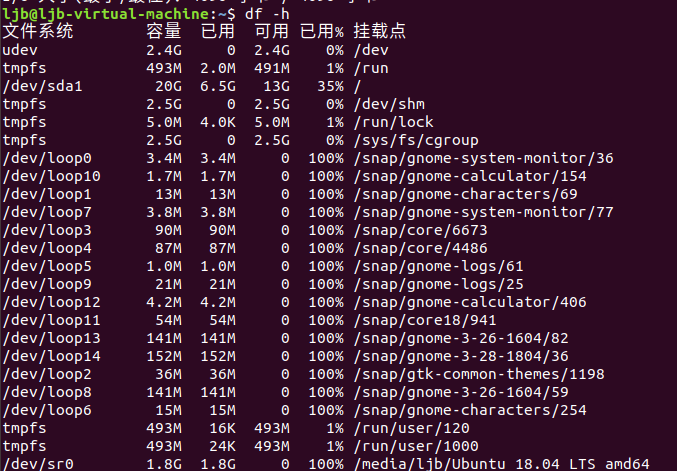 ljb@ljb-virtual-machine:~$ df -h
文件系统 容量 已用 可用 已用% 挂载点
udev 2.4G 0 2.4G 0% /dev
tmpfs 493M 2.0M 491M 1% /run
/dev/sda1 20G 6.5G 13G 35% /
tmpfs 2.5G 0 2.5G 0% /dev/shm
tmpfs 5.0M 4.0K 5.0M 1% /run/lock
tmpfs 2.5G 0 2.5G 0% /sys/fs/cgroup
/dev/loop0 3.4M 3.4M 0 100% /snap/gnome-system-monitor/36
/dev/loop10 1.7M 1.7M 0 100% /snap/gnome-calculator/154
/dev/loop1 13M 13M 0 100% /snap/gnome-characters/69
/dev/loop7 3.8M 3.8M 0 100% /snap/gnome-system-monitor/77
/dev/loop3 90M 90M 0 100% /snap/core/6673
/dev/loop4 87M 87M 0 100% /snap/core/4486
/dev/loop5 1.0M 1.0M 0 100% /snap/gnome-logs/61
/dev/loop9 21M 21M 0 100% /snap/gnome-logs/25
/dev/loop12 4.2M 4.2M 0 100% /snap/gnome-calculator/406
/dev/loop11 54M 54M 0 100% /snap/core18/941
/dev/loop13 141M 141M 0 100% /snap/gnome-3-26-1604/82
/dev/loop14 152M 152M 0 100% /snap/gnome-3-28-1804/36
/dev/loop2 36M 36M 0 100% /snap/gtk-common-themes/1198
/dev/loop8 141M 141M 0 100% /snap/gnome-3-26-1604/59
/dev/loop6 15M 15M 0 100% /snap/gnome-characters/254
tmpfs 493M 16K 493M 1% /run/user/120
tmpfs 493M 24K 493M 1% /run/user/1000
/dev/sr0 1.8G 1.8G 0 100% /media/ljb/Ubuntu 18.04 LTS amd64